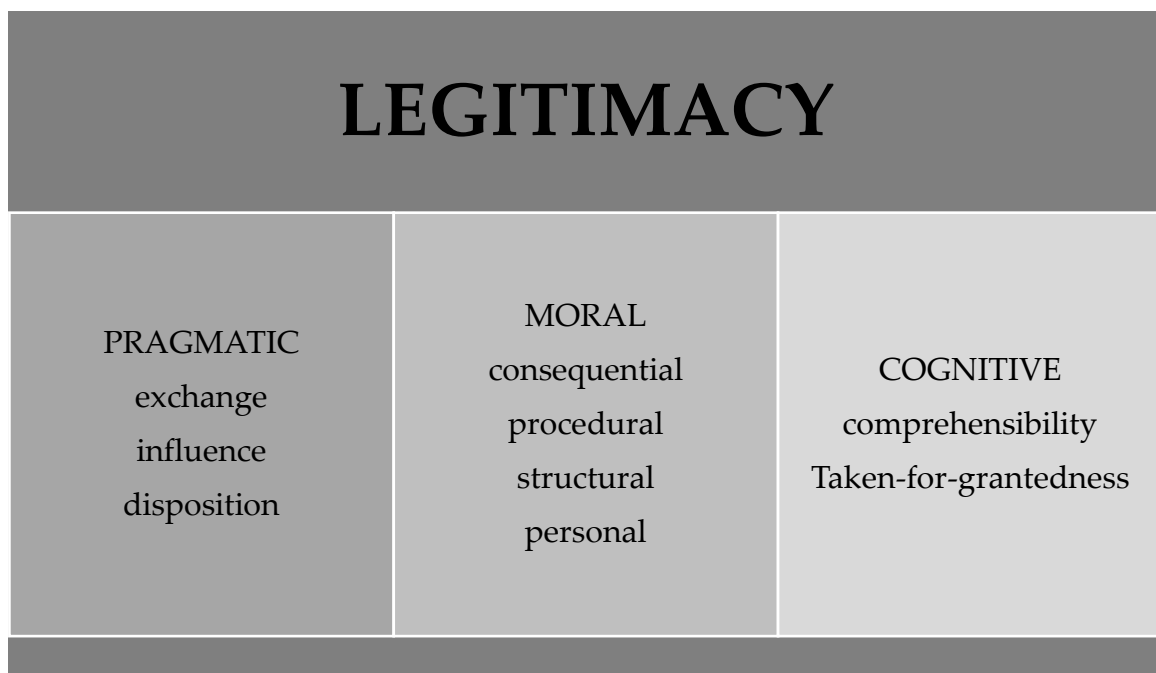 LEGITIMACY
PRAGMATIC
exchange
influence
disposition
MORAL
consequential
procedural
structural
personal
COGNITIVE
comprehensibility
Taken-for-grantedness